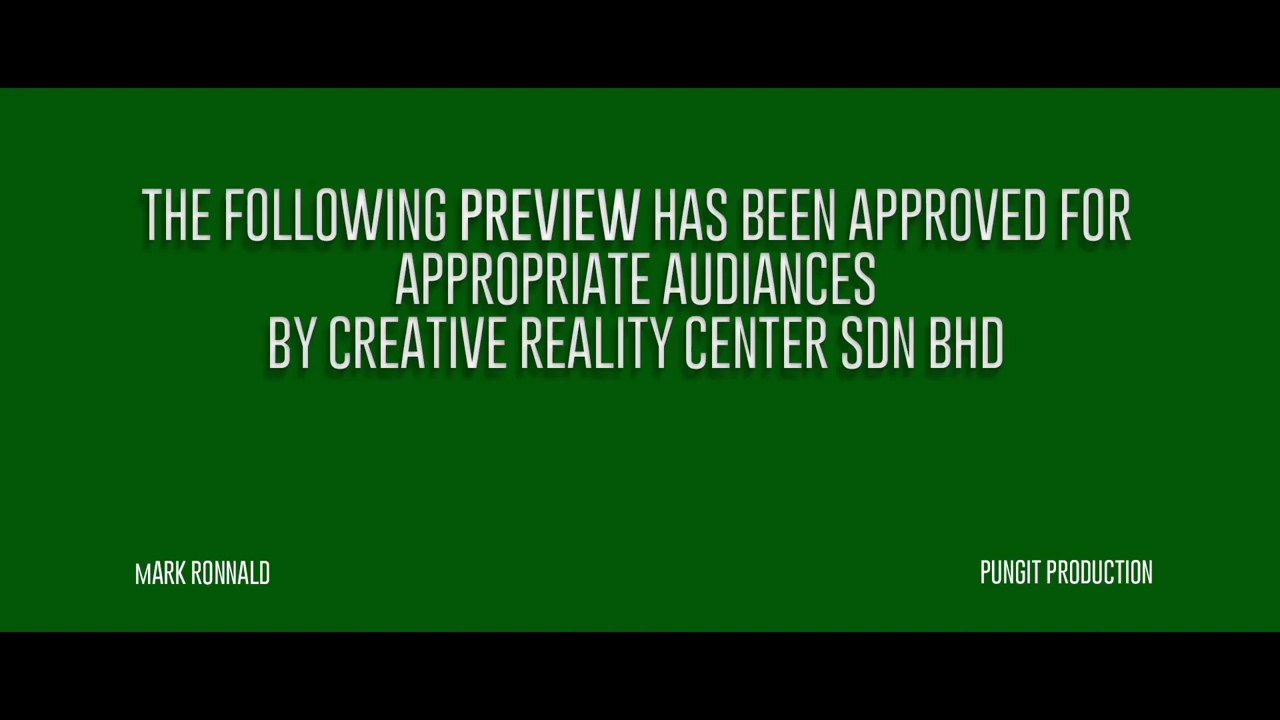 THE FOLLOWING PREVIEW HAS BEEN APPROVED FOR
APPROPRIATE AUDIANCES
BY CREATIVE REALITY CENTER SDN BHD
MARK RONNALD
PUNGIT PRODUCTION